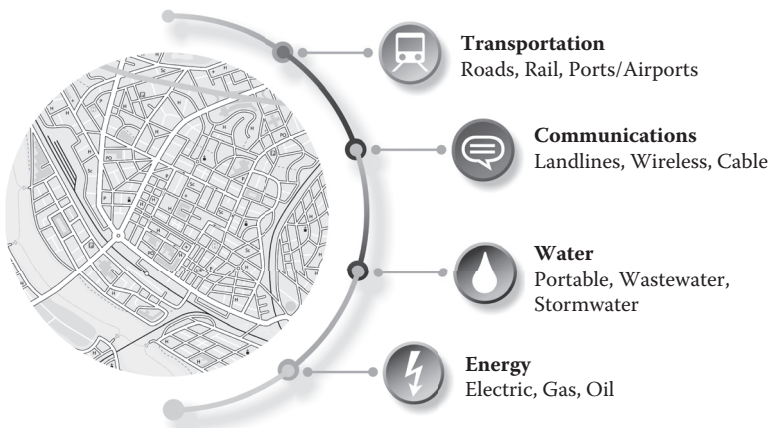 Transportation
Roads, Rail, Ports/Airports
Communications
Landlines, Wireless, Cable
Water
Portable, Wastewater,
Stormwater
Energy
Electric, Gas, Oil